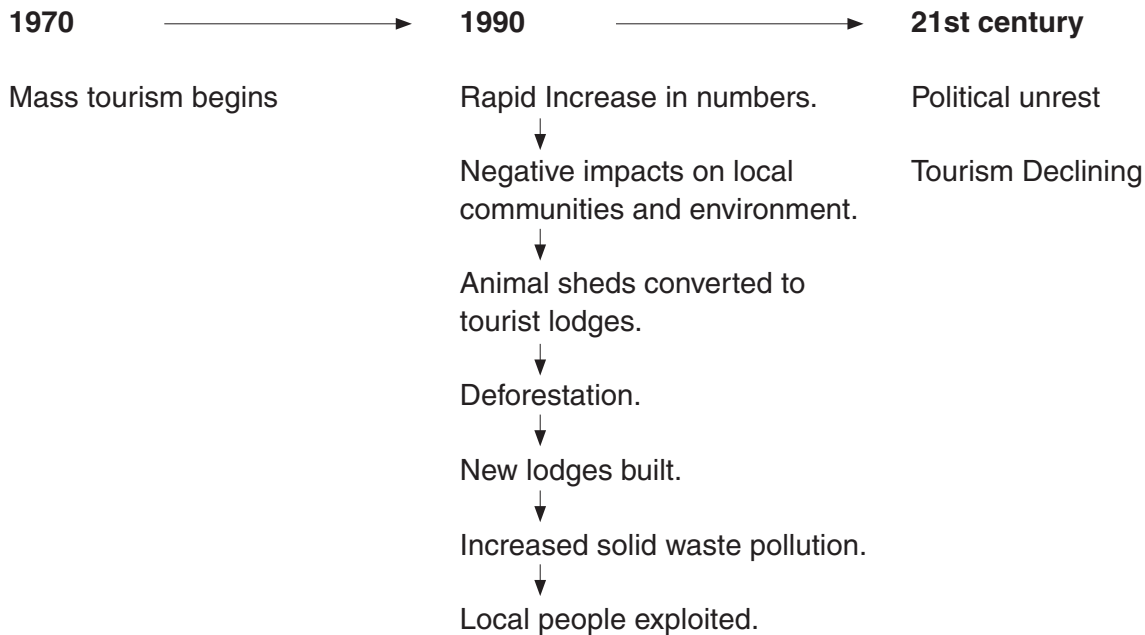 1970 1990 21st century
Mass tourism begins Rapid Increase in numbers. Political unrest
Negative impacts on local Tourism Declining
communities and environment.
Animal sheds converted to
tourist lodges.
Deforestation.
New lodges built.
Increased solid waste pollution.
Local people exploited.